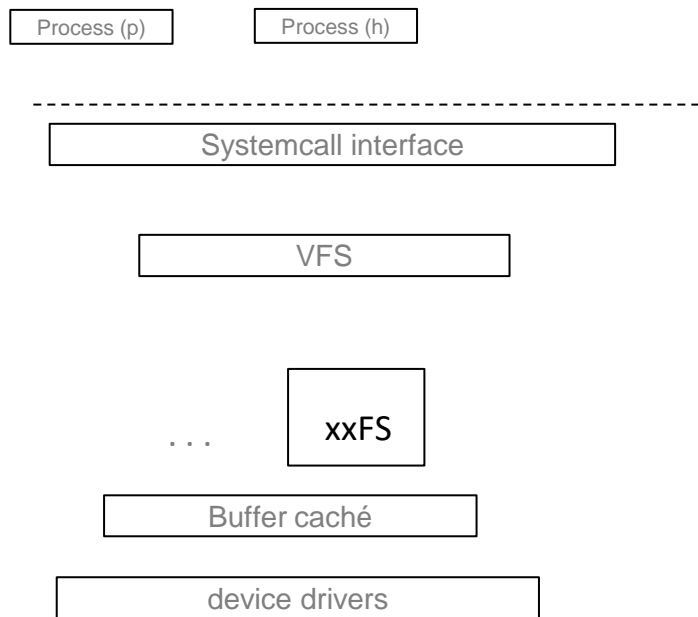 Process (p)
Process (h)
Systemcall interface
VFS
. . .
xxFS
Buffer caché
device drivers